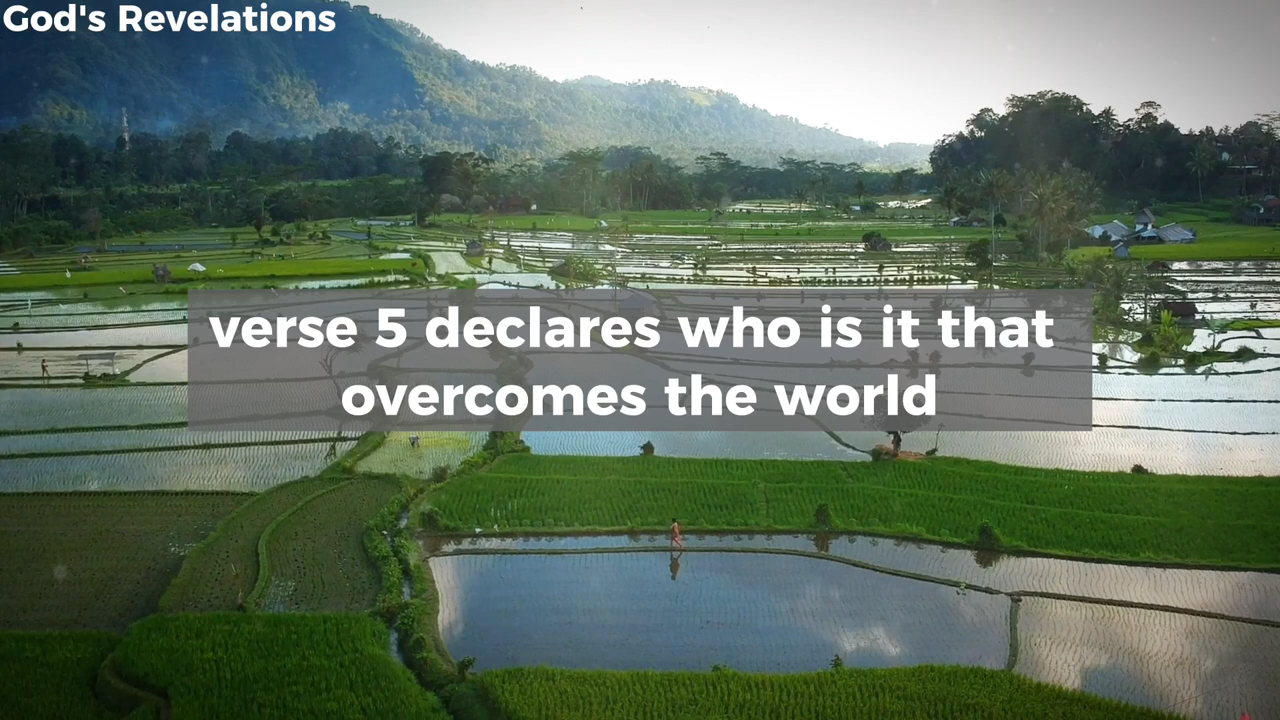 God's Revelations
verse 5 declares who is it that
overcomes the world